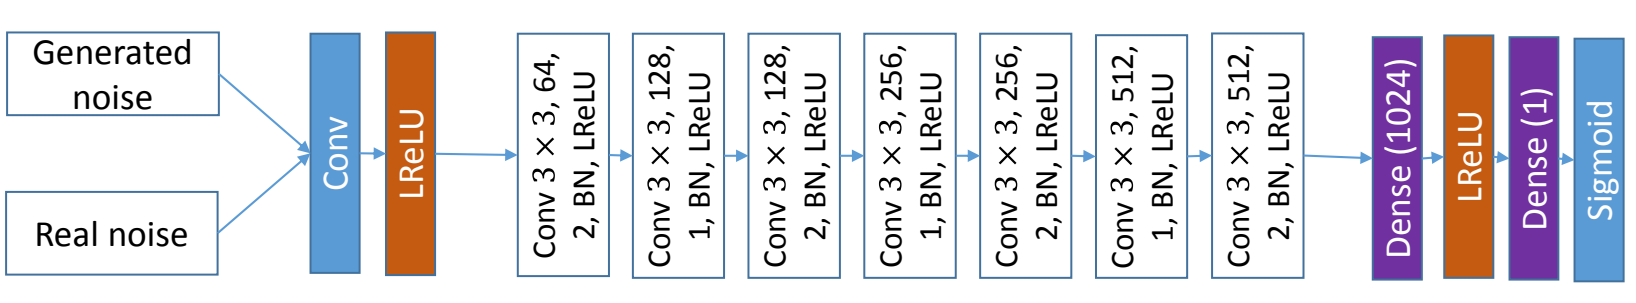 Generated
noise
Real noise
Conv
LReLU
Conv 3 × 3, 64,
2, BN, LReLU
Conv 3 × 3, 128,
1, BN, LReLU
Conv 3 × 3, 128,
2, BN, LReLU
Conv 3 × 3, 256,
1, BN, LReLU
Conv 3 × 3, 256,
2, BN, LReLU
Conv 3 × 3, 512,
1, BN, LReLU
Conv 3 × 3, 512,
2, BN, LReLU
Dense (1024)
LReLU
Dense (1)
Sigmoid